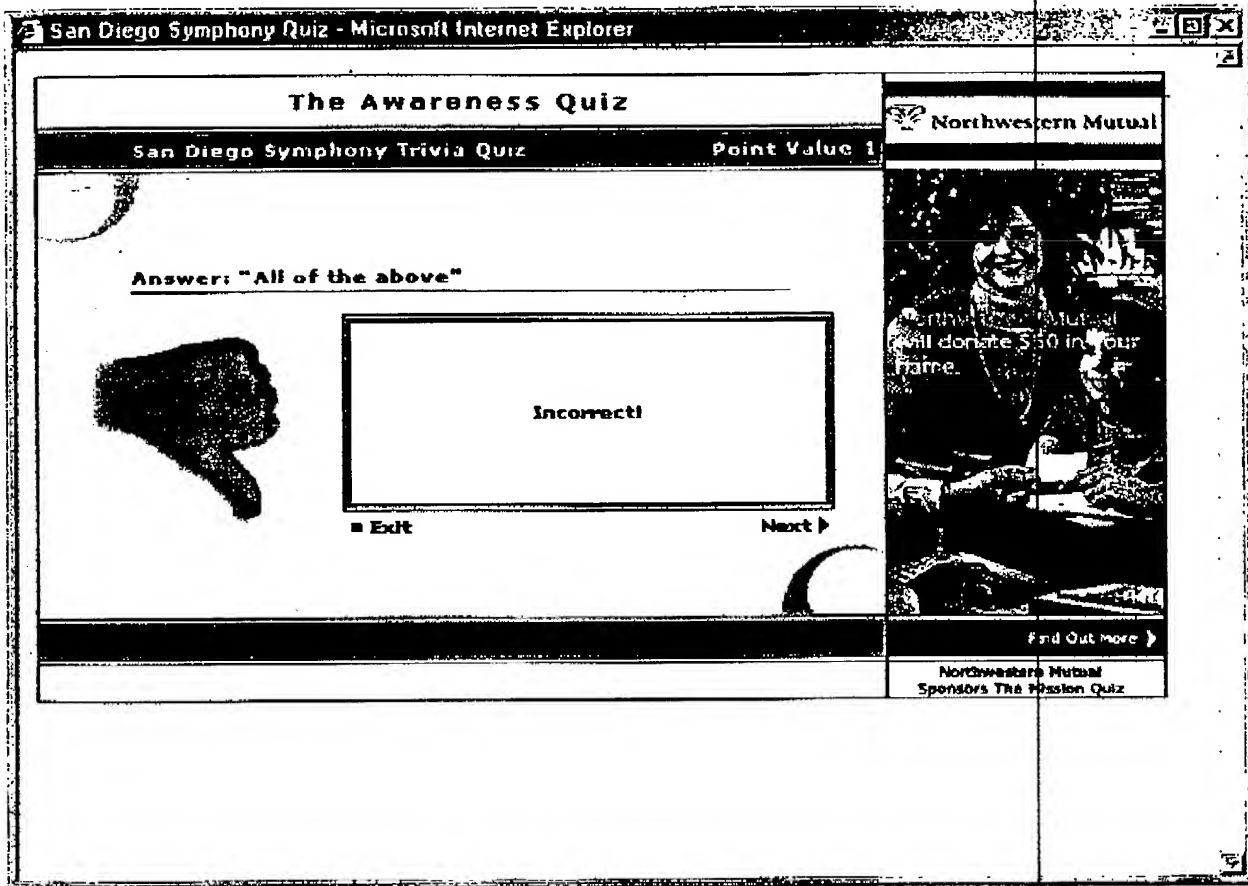 San Diego Symphony Quiz - Microsoft Internet Explorer
The Awareness Quiz
San Diego Symphony Trivia Quiz Point Value 1
Answer: "All of the above"
Incorrect!
Exit Next
Northwestern Mutual
Northwestern Mutual
will donate $50 in your
name.
Find Out More
Northwestern Mutual
Sponsors The Mission Quiz